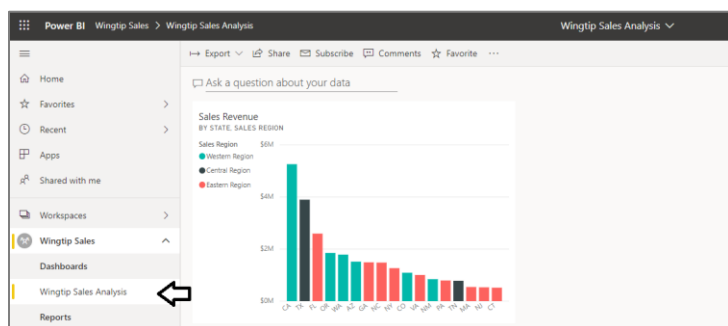 Power BI Wingtip Sales > Wingtip Sales Analysis
Wingtip Sales Analysis
Export Share Subscribe Comments Favorite ...
Home
Favorites
Recent
Apps
Shared with me
Workspaces
Wingtip Sales
Dashboards
Wingtip Sales Analysis
Reports
Ask a question about your data
Sales Revenue
BY STATE, SALES REGION
Sales Region
Western Region
Central Region
Eastern Region
$6M
$4M
$2M
$0M
CA TX FL OR WA AZ GA NC NY CO VA NM PA TN MA NJ CT